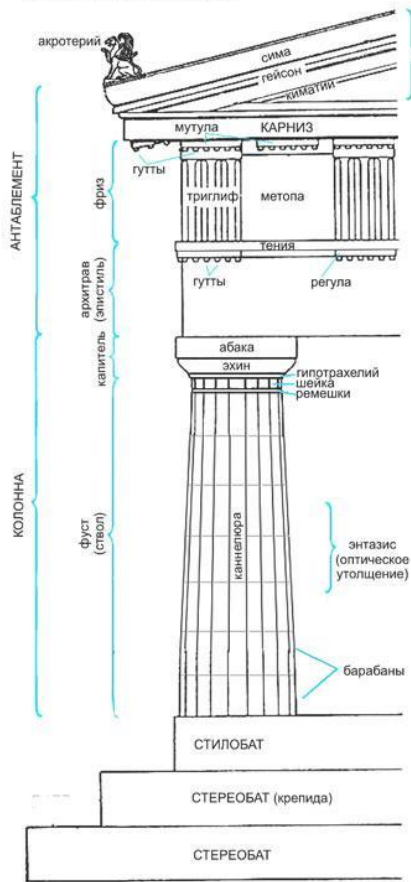 акротерий
сима
гейсон
киматии
мутула
КАРНИЗ
гутты
АНТАБЛЕМЕНТ
фриз
триглиф
метопа
тения
гутты
регула
архитрав
(эпистиль)
капитель
абака
эхин
гипотрахелий
шейка
ремешки
КОЛОННА
фуст
(ствол)
каннелюра
энтазис
(оптическое
утолщение)
барабаны
СТИЛОБАТ
СТЕРЕОБАТ (крепида)
СТЕРЕОБАТ